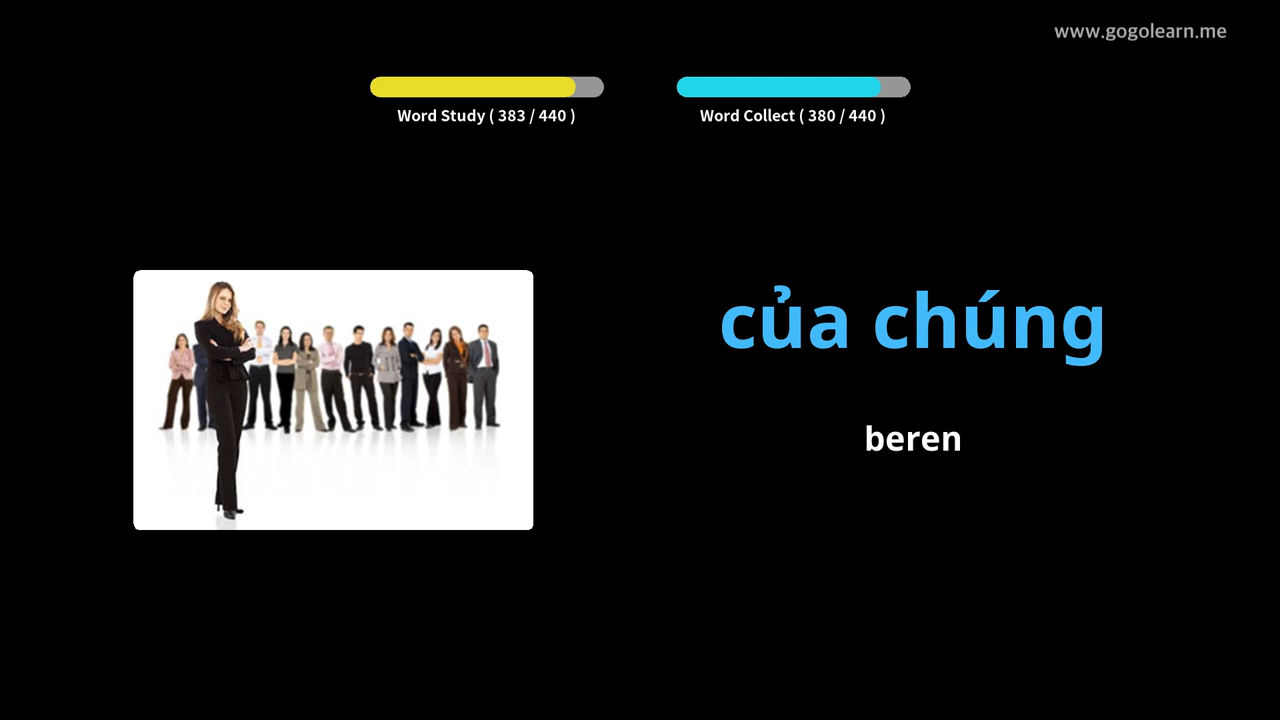 www.gogolearn.me
Word Study ( 383 / 440 )
Word Collect ( 380 / 440 )
của chúng
beren